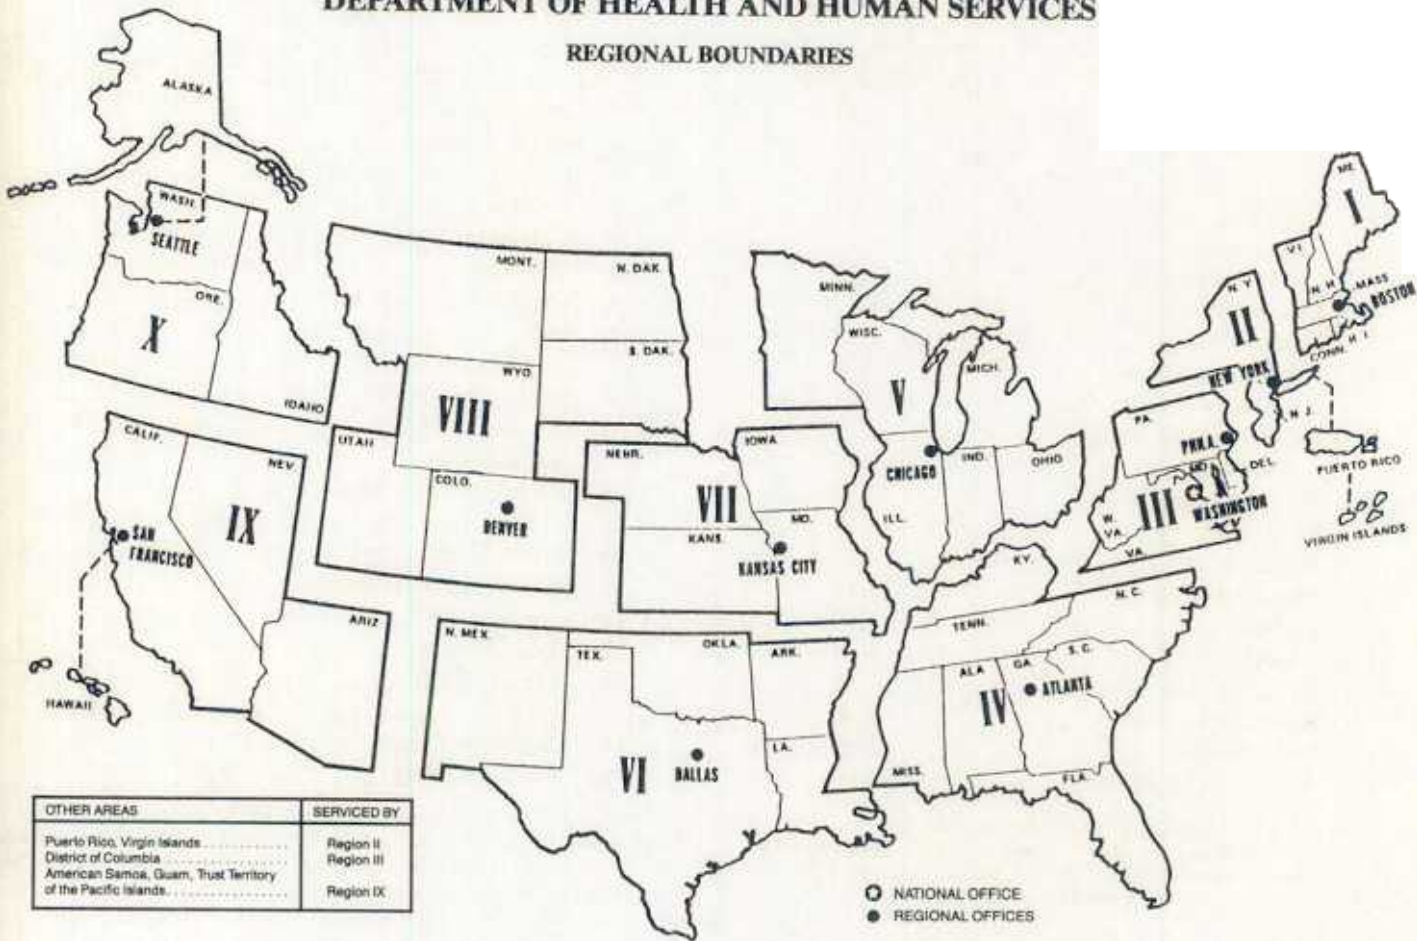 DEPARTMENT OF HEALTH AND HUMAN SERVICES
REGIONAL BOUNDARIES
ALASKA
WASH.
SEATTLE
ORE.
X
IDAHO
MONT.
N. DAK.
S. DAK.
WYO.
VIII
UTAH
COLO.
DENVER
CALIF.
NEV.
IX
SAN
FRANCISCO
ARIZ
HAWAII
MINN.
WISC.
MICH.
V
CHICAGO
ILL.
IND.
OHIO
NEBR.
IOWA
VII
KANS.
MO.
KANSAS CITY
N. MEX.
TEX.
OKLA.
ARK.
LA.
VI
DALLAS
KY.
TENN.
N. C.
S. C.
ALA
GA.
IV
ATLANTA
MISS.
FLA.
ME.
I
N. H.
MASS
BOSTON
CONN.
R. I.
N. Y.
II
NEW YORK
N. J.
PA.
PHILA.
MD
DEL.
III
WASHINGTON
W.
VA.
VA.
PUERTO RICO
VIRGIN ISLANDS
OTHER AREAS SERVICED BY
Puerto Rico, Virgin Islands . . . . . . . . . . . . Region II
District of Columbia . . . . . . . . . . . . . . . . . Region III
American Samoa, Guam, Trust Territory
of the Pacific Islands. . . . . . . . . . . . . . . . . Region IX
NATIONAL OFFICE
REGIONAL OFFICES